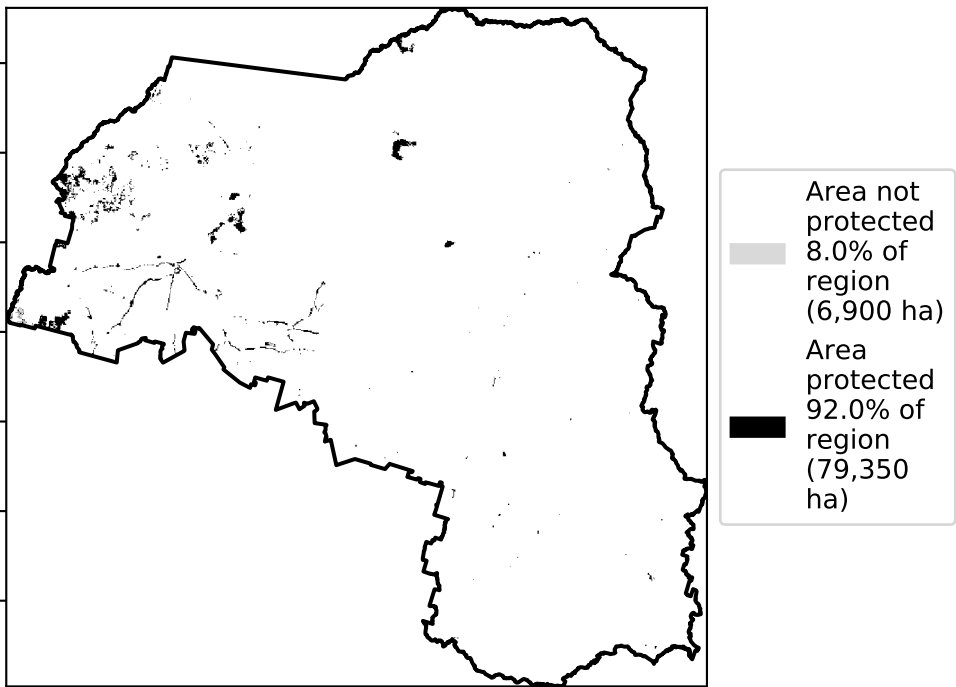 Area not
protected
8.0% of
region
(6,900 ha)
Area
protected
92.0% of
region
(79,350
ha)